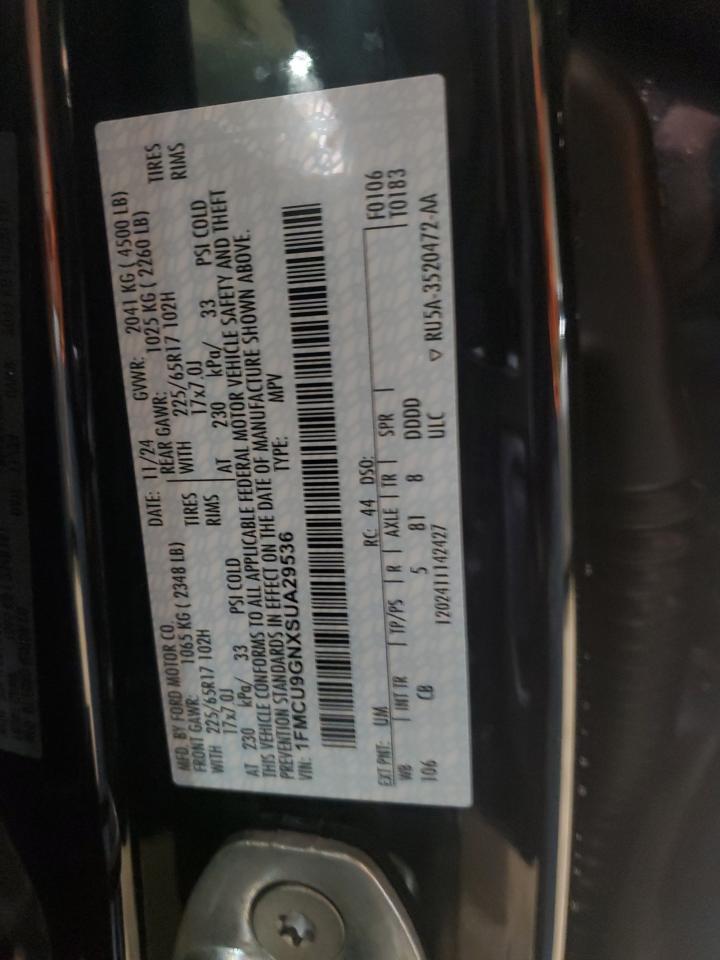 MFD. BY FORD MOTOR CO.
DATE: 11/24 GVWR: 2041 KG ( 4500 LB)
FRONT GAWR: 1065 KG ( 2348 LB) REAR GAWR: 1025 KG ( 2260 LB)
WITH 225/65R17 102H TIRES WITH 225/65R17 102H TIRES
17x7.0J RIMS 17x7.0J RIMS
AT 230 kPa/ 33 PSI COLD AT 230 kPa/ 33 PSI COLD
THIS VEHICLE CONFORMS TO ALL APPLICABLE FEDERAL MOTOR VEHICLE SAFETY AND THEFT
PREVENTION STANDARDS IN EFFECT ON THE DATE OF MANUFACTURE SHOWN ABOVE.
VIN: 1FMCU9GNXSUA29536 TYPE: MPV
EXT PNT: UM RC: 44 DSO: F0106
WB INT TR TP/PS R AXLE TR SPR T0183
106 CB 5 81 8 DDDD
12024111142427 ULC ▽ RU5A-3520472-AA